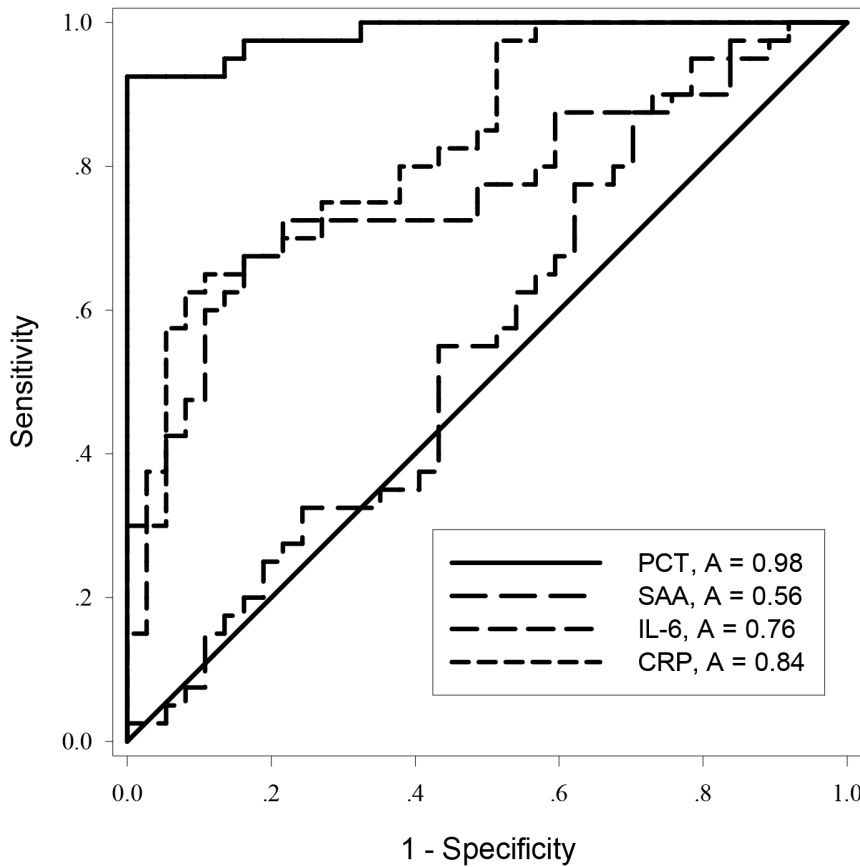 1.0
.8
.6
.4
.2
0.0
Sensitivity
PCT, A = 0.98
SAA, A = 0.56
IL-6, A = 0.76
CRP, A = 0.84
0.0 .2 .4 .6 .8 1.0
1 - Specificity